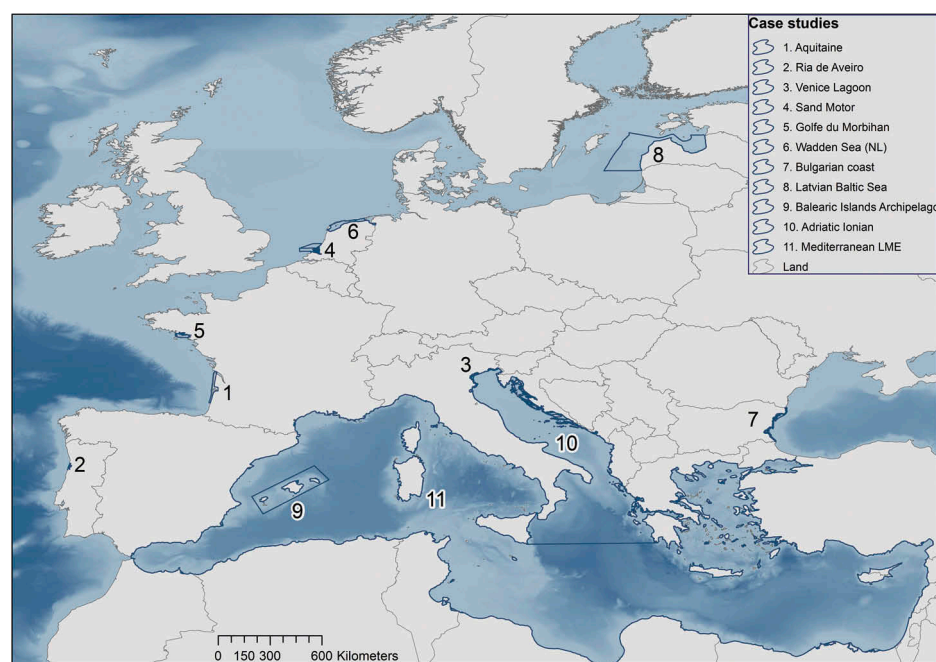 Case studies
1. Aquitaine
2. Ria de Aveiro
3. Venice Lagoon
4. Sand Motor
5. Golfe du Morbihan
6. Wadden Sea (NL)
7. Bulgarian coast
8. Latvian Baltic Sea
9. Balearic Islands Archipelago
10. Adriatic Ionian
11. Mediterranean LME
Land
8
6
4
5
3
1
7
10
2
11
9
0 150 300 600 Kilometers